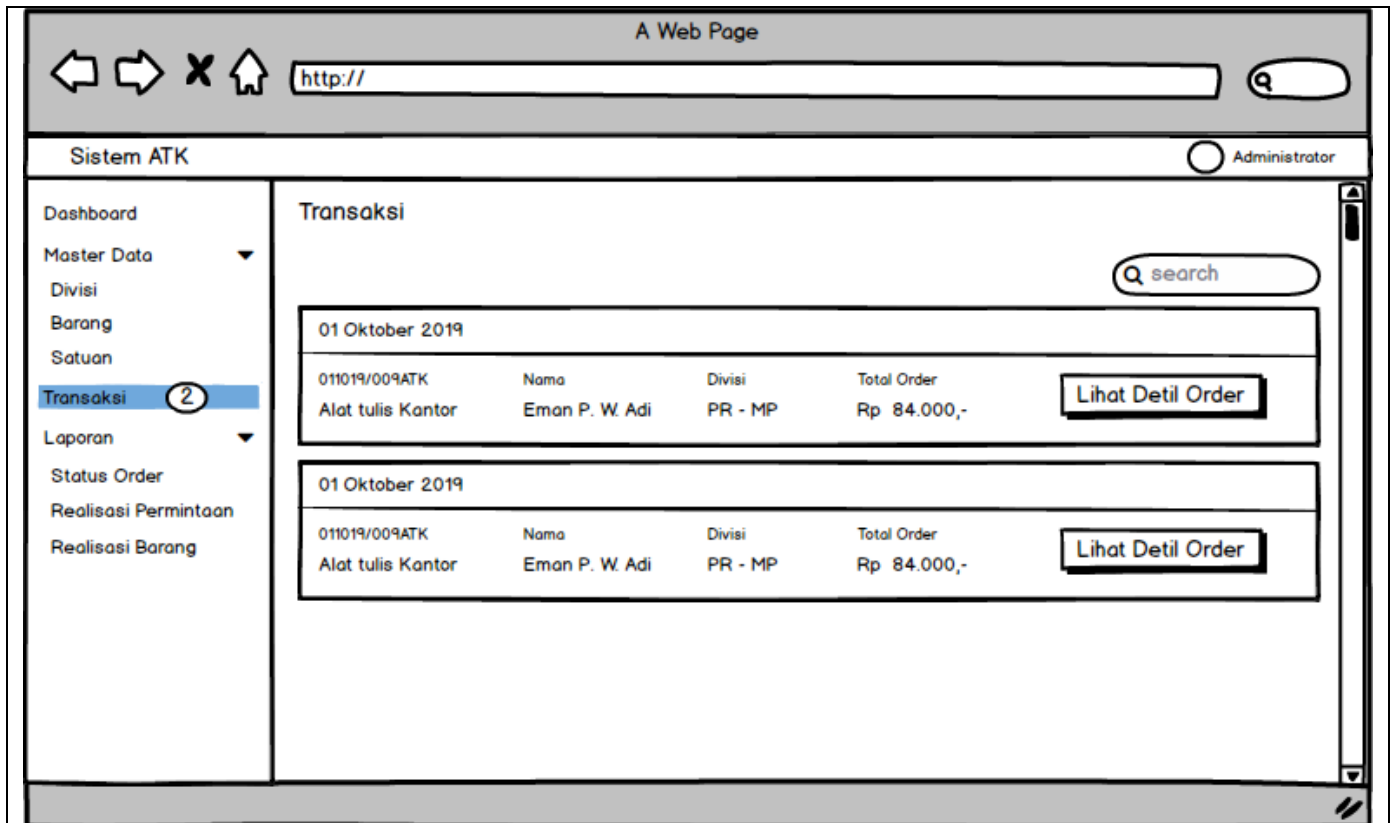 A Web Page
http://
Sistem ATK
Administrator
Dashboard
Master Data
Divisi
Barang
Satuan
Transaksi 2
Laporan
Status Order
Realisasi Permintaan
Realisasi Barang
Transaksi
search
01 Oktober 2019
011019/009ATK Nama Divisi Total Order
Alat tulis Kantor Eman P. W. Adi PR - MP Rp 84.000,-
Lihat Detil Order
01 Oktober 2019
011019/009ATK Nama Divisi Total Order
Alat tulis Kantor Eman P. W. Adi PR - MP Rp 84.000,-
Lihat Detil Order